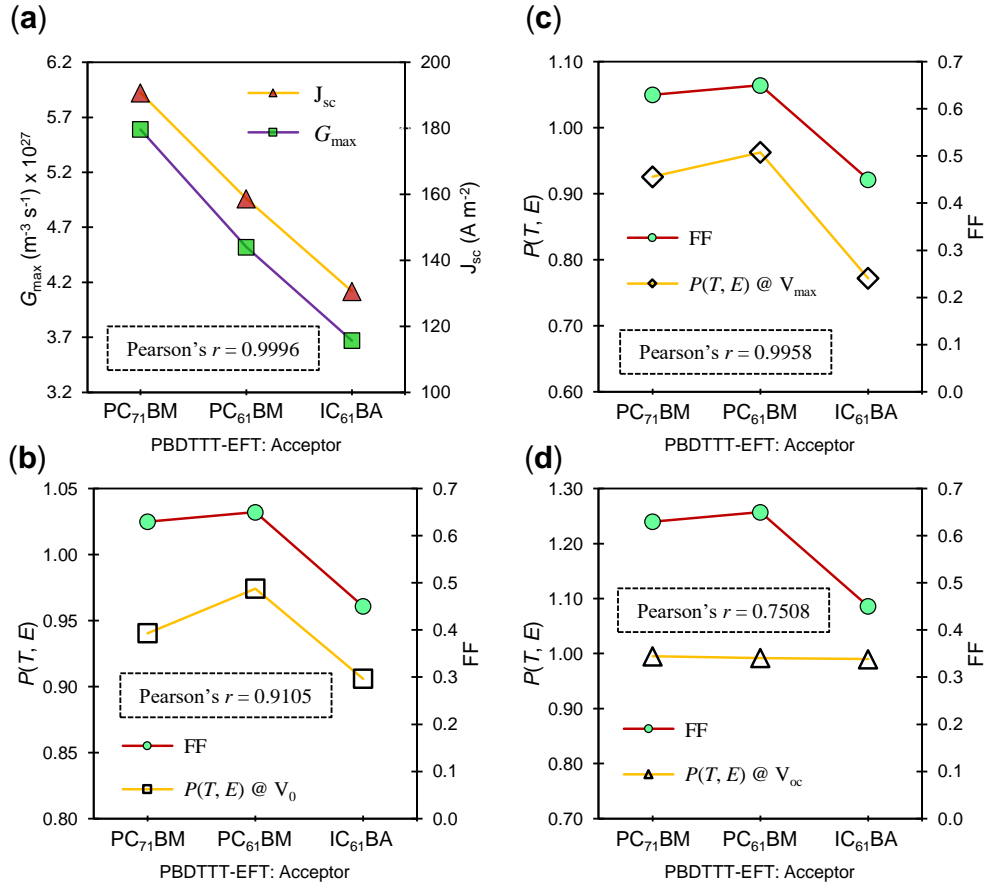 (a)
6.2
5.7
5.2
4.7
4.2
3.7
3.2
G_max (m⁻³ s⁻¹) x 10²⁷
200
180
160
140
120
100
J_sc (A m⁻²)
J_sc
G_max
Pearson’s r = 0.9996
PC₇₁BM PC₆₁BM IC₆₁BA
PBDTTT-EFT: Acceptor
(b)
1.05
1.00
0.95
0.90
0.85
0.80
P(T, E)
0.7
0.6
0.5
0.4
0.3
0.2
0.1
0.0
FF
Pearson’s r = 0.9105
FF
P(T, E) @ V₀
PC₇₁BM PC₆₁BM IC₆₁BA
PBDTTT-EFT: Acceptor
(c)
1.10
1.00
0.90
0.80
0.70
0.60
P(T, E)
0.7
0.6
0.5
0.4
0.3
0.2
0.1
0.0
FF
FF
P(T, E) @ V_max
Pearson’s r = 0.9958
PC₇₁BM PC₆₁BM IC₆₁BA
PBDTTT-EFT: Acceptor
(d)
1.30
1.20
1.10
1.00
0.90
0.80
0.70
P(T, E)
0.7
0.6
0.5
0.4
0.3
0.2
0.1
0.0
FF
Pearson’s r = 0.7508
FF
P(T, E) @ V_oc
PC₇₁BM PC₆₁BM IC₆₁BA
PBDTTT-EFT: Acceptor